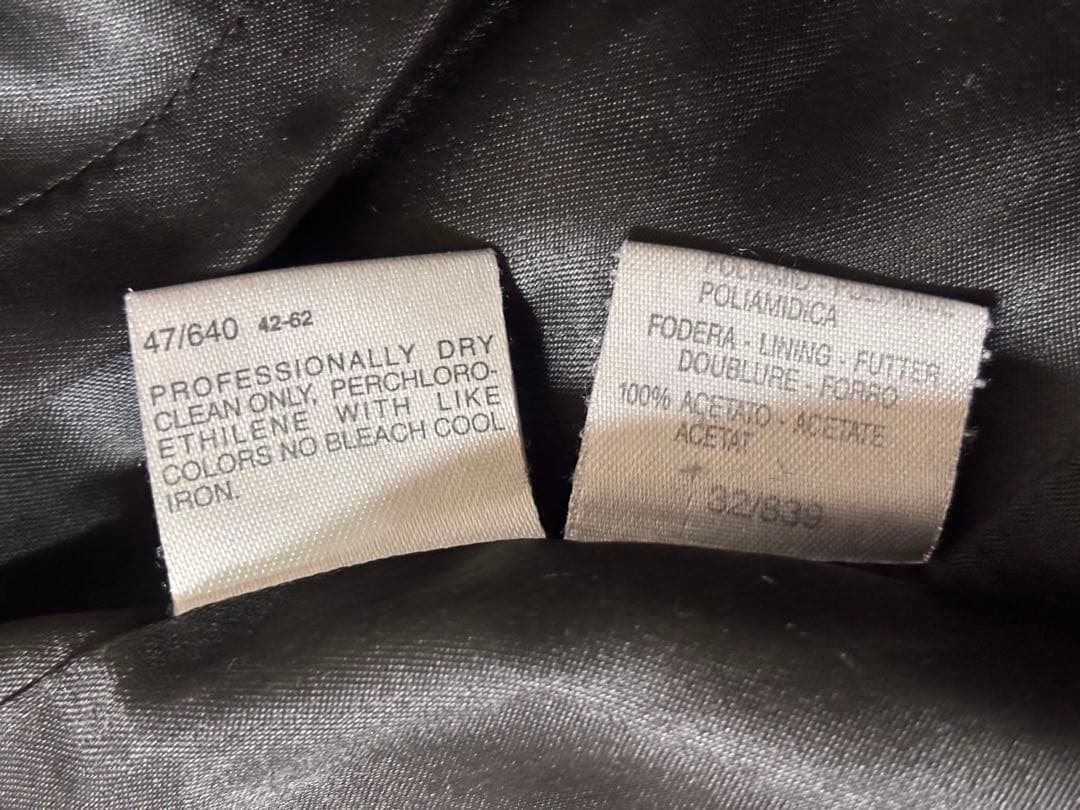 47/640 42-62
PROFESSIONALLY DRY
CLEAN ONLY, PERCHLORO-
ETHILENE WITH LIKE
COLORS NO BLEACH COOL
IRON.
POLIAMIDICA
FODERA - LINING - FUTTER
DOUBLURE - FORRO
100% ACETATO - ACETATE
ACETAT
32/839